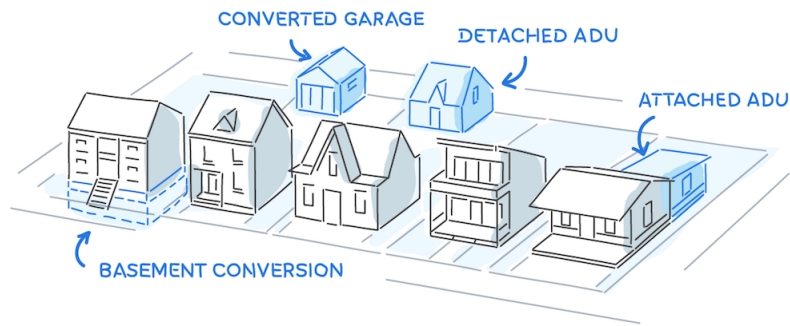 CONVERTED GARAGE
DETACHED ADU
ATTACHED ADU
BASEMENT CONVERSION